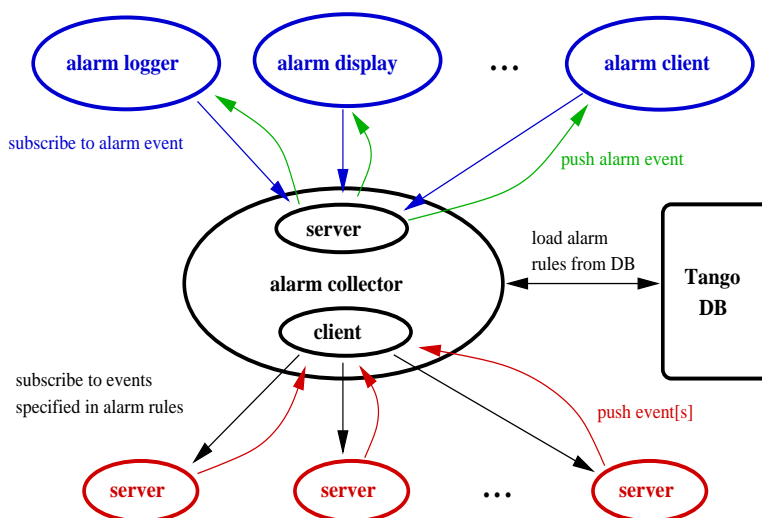 alarm logger
alarm display
...
alarm client
subscribe to alarm event
push alarm event
server
load alarm
rules from DB
alarm collector
Tango
DB
client
subscribe to events
specified in alarm rules
push event[s]
server
server
...
server